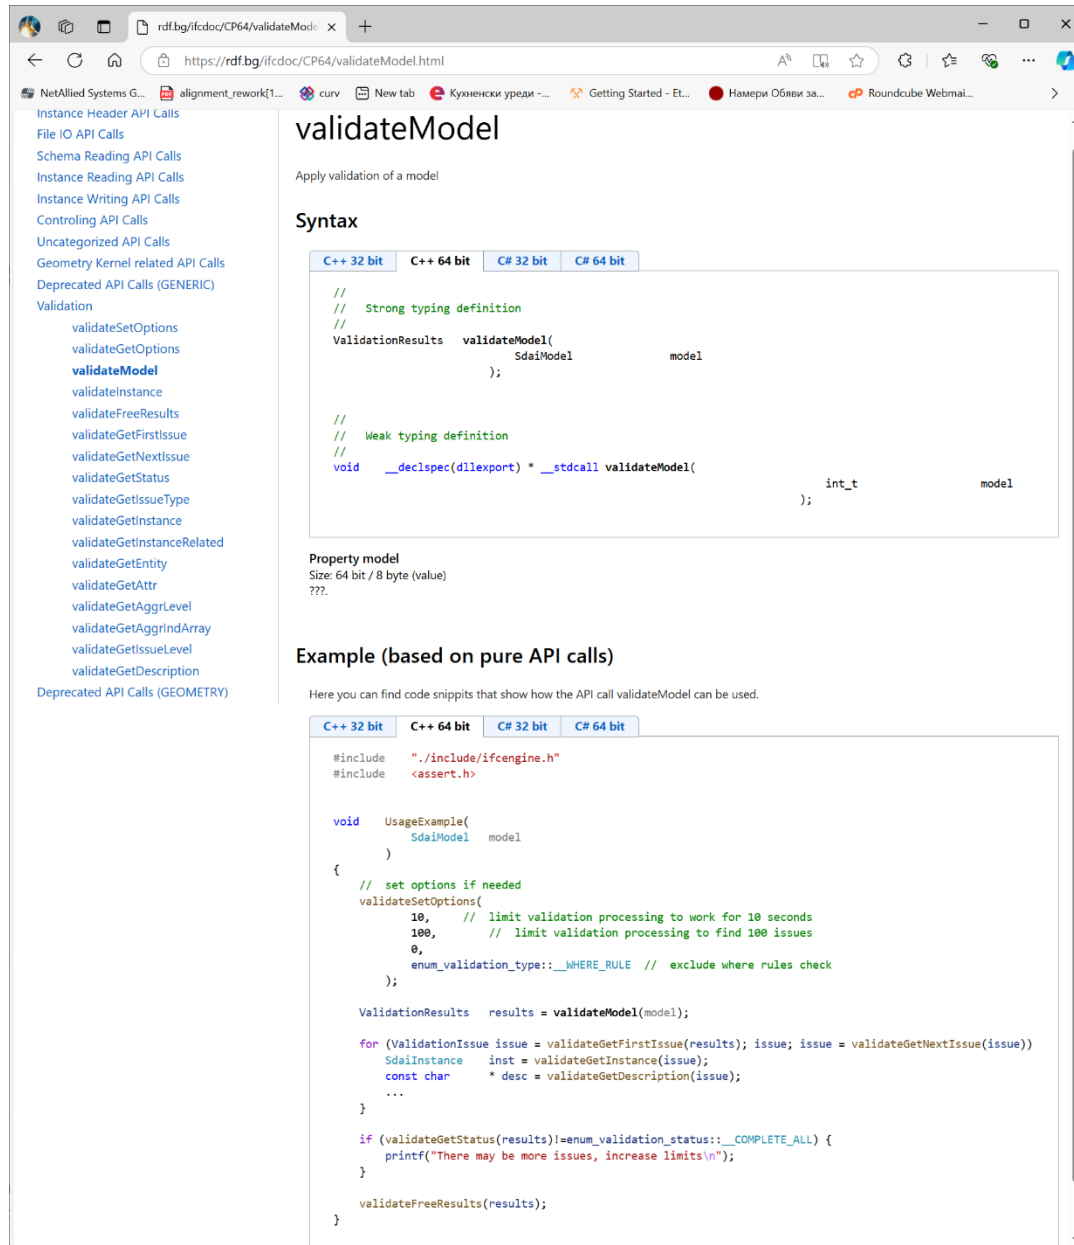 rdf.bg/ifcdoc/CP64/validateMode
https://rdf.bg/ifcdoc/CP64/validateModel.html
NetAllied Systems G...
alignment_rework[1...
curv
New tab
Кухненски уреди -...
Getting Started - Et...
Намери Обяви за...
Roundcube Webmai...
Instance Header API Calls
File IO API Calls
Schema Reading API Calls
Instance Reading API Calls
Instance Writing API Calls
Controling API Calls
Uncategorized API Calls
Geometry Kernel related API Calls
Deprecated API Calls (GENERIC)
Validation
validateSetOptions
validateGetOptions
validateModel
validateInstance
validateFreeResults
validateGetFirstIssue
validateGetNextIssue
validateGetStatus
validateGetIssueType
validateGetInstance
validateGetInstanceRelated
validateGetEntity
validateGetAttr
validateGetAggrLevel
validateGetAggrIndArray
validateGetIssueLevel
validateGetDescription
Deprecated API Calls (GEOMETRY)
validateModel
Apply validation of a model
Syntax
C++ 32 bit C++ 64 bit C# 32 bit C# 64 bit
//
// Strong typing definition
//
ValidationResults validateModel(
SdaiModel model
);
//
// Weak typing definition
//
void __declspec(dllexport) * __stdcall validateModel(
int_t model
);
Property model
Size: 64 bit / 8 byte (value)
???.
Example (based on pure API calls)
Here you can find code snippits that show how the API call validateModel can be used.
C++ 32 bit C++ 64 bit C# 32 bit C# 64 bit
#include "./include/ifcengine.h"
#include <assert.h>
void UsageExample(
SdaiModel model
)
{
// set options if needed
validateSetOptions(
10, // limit validation processing to work for 10 seconds
100, // limit validation processing to find 100 issues
0,
enum_validation_type::__WHERE_RULE // exclude where rules check
);
ValidationResults results = validateModel(model);
for (ValidationIssue issue = validateGetFirstIssue(results); issue; issue = validateGetNextIssue(issue))
SdaiInstance inst = validateGetInstance(issue);
const char * desc = validateGetDescription(issue);
...
}
if (validateGetStatus(results)!=enum_validation_status::__COMPLETE_ALL) {
printf("There may be more issues, increase limits\n");
}
validateFreeResults(results);
}